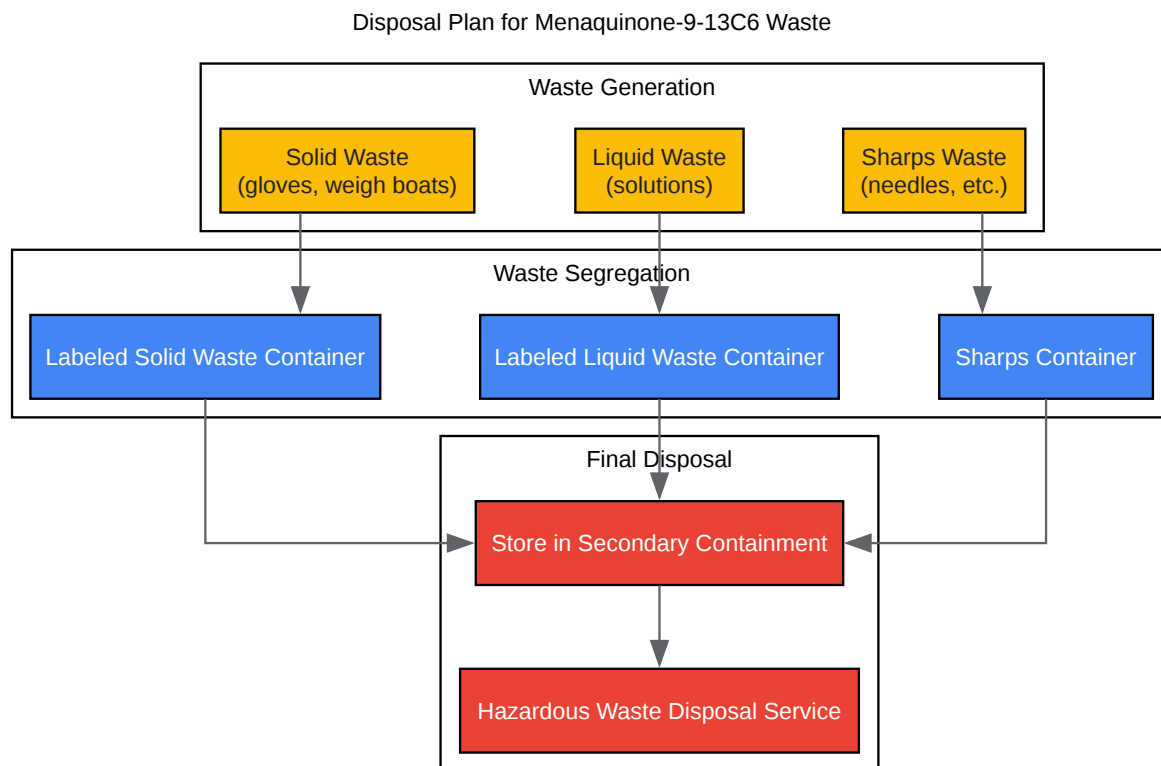 Disposal Plan for Menaquinone-9-13C6 Waste
Waste Generation
Solid Waste
(gloves, weigh boats)
Liquid Waste
(solutions)
Sharps Waste
(needles, etc.)
Waste Segregation
Labeled Solid Waste Container
Labeled Liquid Waste Container
Sharps Container
Final Disposal
Store in Secondary Containment
Hazardous Waste Disposal Service